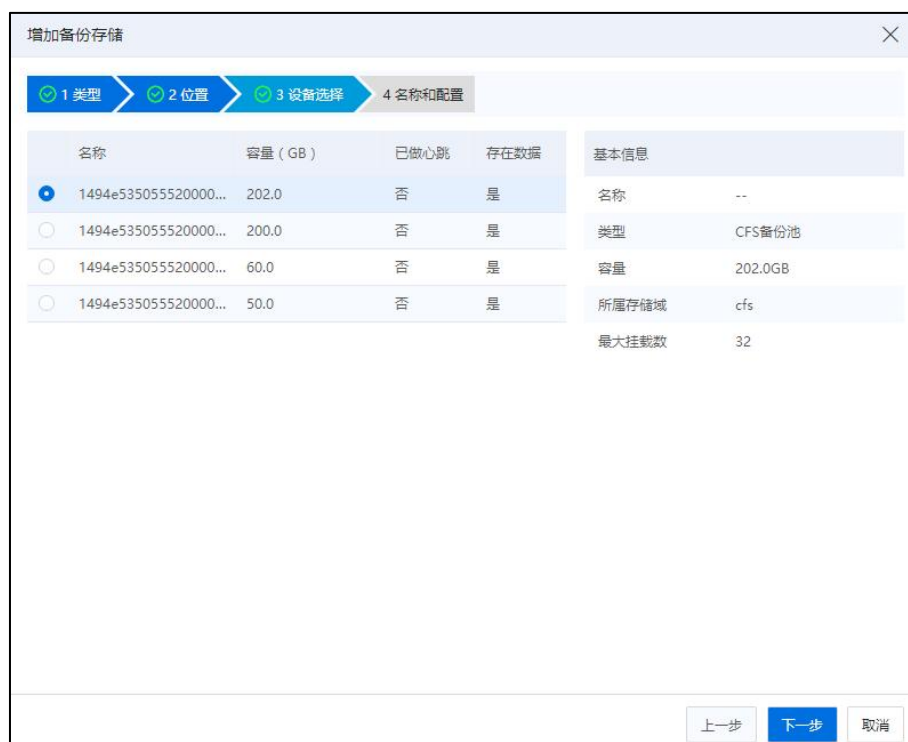 增加备份存储
1 类型 2 位置 3 设备选择 4 名称和配置
名称 容量（GB） 已做心跳 存在数据 基本信息
1494e535055520000... 202.0 否 是 名称 --
1494e535055520000... 200.0 否 是 类型 CFS备份池
1494e535055520000... 60.0 否 是 容量 202.0GB
1494e535055520000... 50.0 否 是 所属存储域 cfs
最大挂载数 32
上一步 下一步 取消